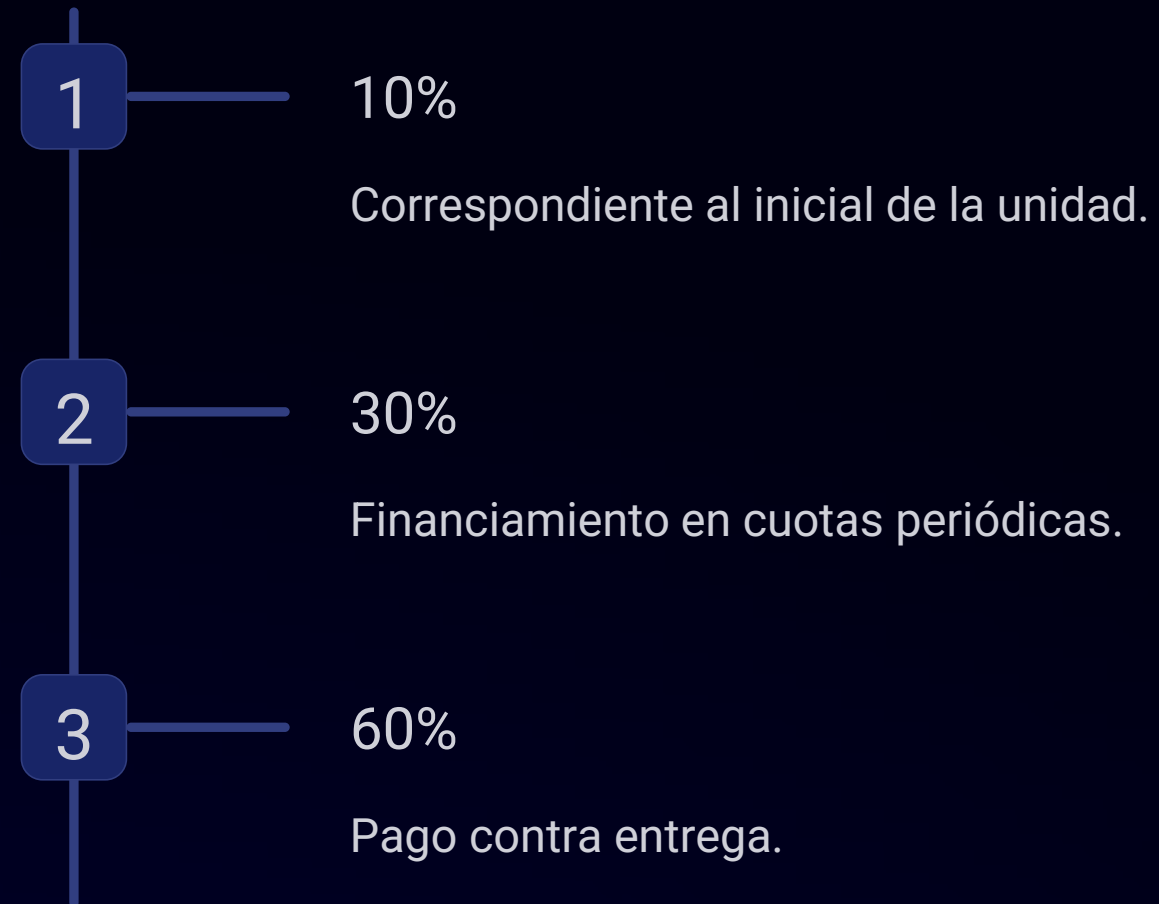 1
10%
Correspondiente al inicial de la unidad.
2
30%
Financiamiento en cuotas periódicas.
3
60%
Pago contra entrega.